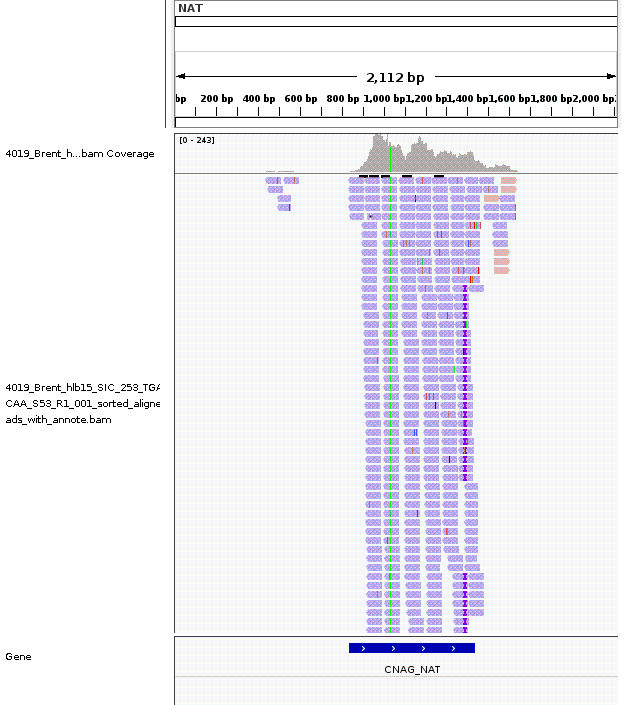 NAT
2,112 bp
bp 200 bp 400 bp 600 bp 800 bp 1,000 bp 1,200 bp 1,400 bp 1,600 bp 1,800 bp 2,000 bp
[0 - 243]
4019_Brent_h...bam Coverage
4019_Brent_hlb15_SIC_253_TGA
CAA_S53_R1_001_sorted_aligne
ads_with_annote.bam
Gene
CNAG_NAT